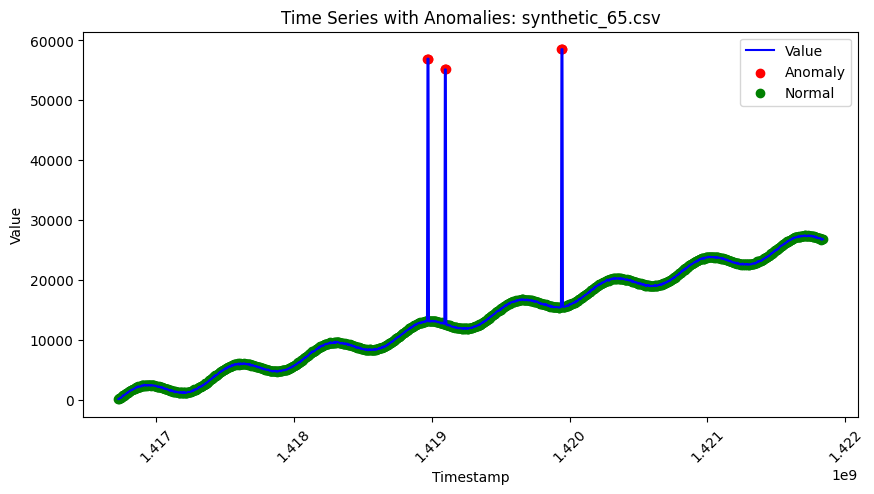 Time Series with Anomalies: synthetic_65.csv
Value
Anomaly
Normal
60000
50000
40000
30000
20000
10000
0
Value
1.417
1.418
1.419
1.420
1.421
1.422
1e9
Timestamp